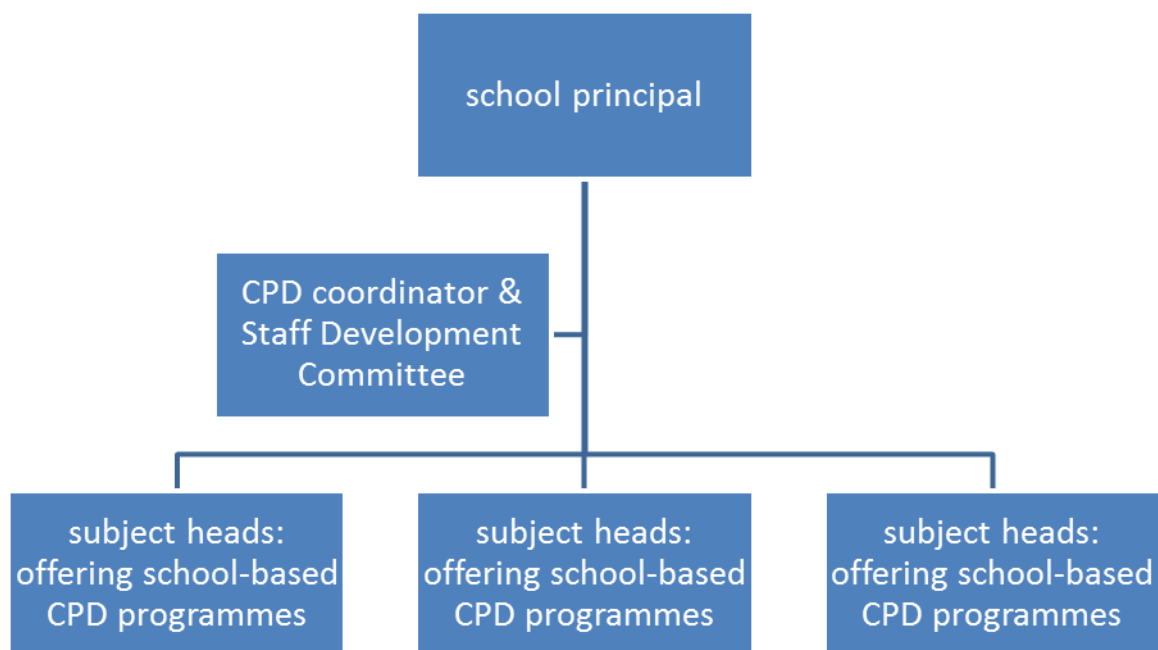 school principal
CPD coordinator &
Staff Development
Committee
subject heads:
offering school-based
CPD programmes
subject heads:
offering school-based
CPD programmes
subject heads:
offering school-based
CPD programmes